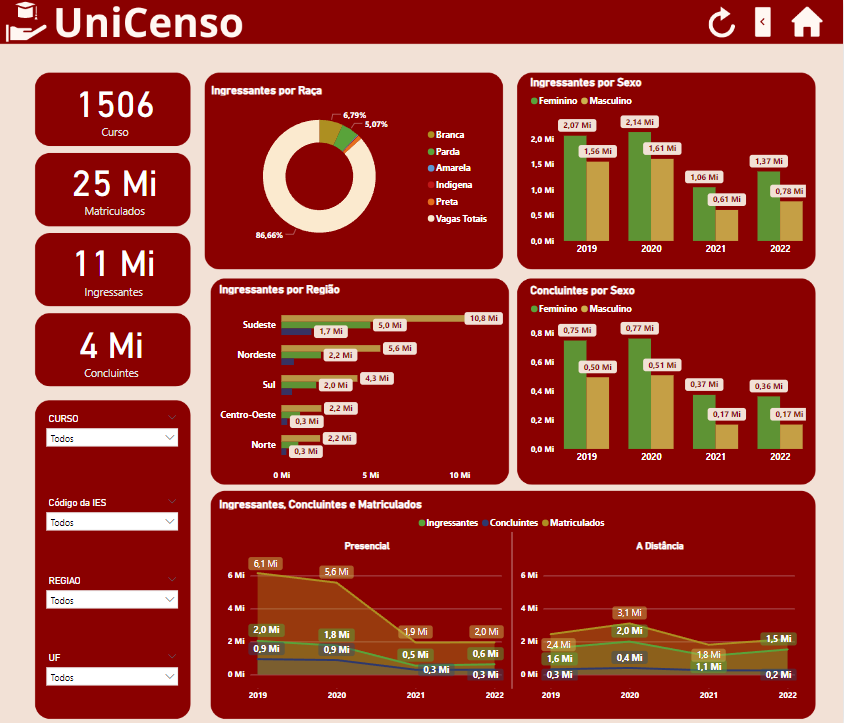 UniCenso
1506
Curso
25 Mi
Matriculados
11 Mi
Ingressantes
4 Mi
Concluintes
CURSO
Todos
Código da IES
Todos
REGIAO
Todos
UF
Todos
Ingressantes por Raça
6,79%
5,07%
86,66%
Branca
Parda
Amarela
Indigena
Preta
Vagas Totais
Ingressantes por Sexo
Feminino Masculino
2,0 Mi
1,5 Mi
1,0 Mi
0,5 Mi
0,0 Mi
2,07 Mi
1,56 Mi
2,14 Mi
1,61 Mi
1,06 Mi
0,61 Mi
1,37 Mi
0,78 Mi
2019 2020 2021 2022
Ingressantes por Região
Sudeste
10,8 Mi
5,0 Mi
1,7 Mi
Nordeste
5,6 Mi
2,2 Mi
Sul
4,3 Mi
2,0 Mi
Centro-Oeste
2,2 Mi
0,3 Mi
Norte
2,2 Mi
0,3 Mi
0 Mi 5 Mi 10 Mi
Concluintes por Sexo
Feminino Masculino
0,8 Mi
0,6 Mi
0,4 Mi
0,2 Mi
0,0 Mi
0,75 Mi
0,50 Mi
0,77 Mi
0,51 Mi
0,37 Mi
0,17 Mi
0,36 Mi
0,17 Mi
2019 2020 2021 2022
Ingressantes, Concluintes e Matriculados
Ingressantes Concluintes Matriculados
Presencial
6 Mi
4 Mi
2 Mi
0 Mi
6,1 Mi
5,6 Mi
1,9 Mi
2,0 Mi
2,0 Mi
1,8 Mi
0,5 Mi
0,6 Mi
0,9 Mi
0,9 Mi
0,3 Mi
0,3 Mi
2019 2020 2021 2022
A Distância
6 Mi
4 Mi
2 Mi
0 Mi
2,4 Mi
3,1 Mi
1,8 Mi
1,6 Mi
2,0 Mi
1,1 Mi
1,5 Mi
0,3 Mi
0,4 Mi
0,2 Mi
2019 2020 2021 2022